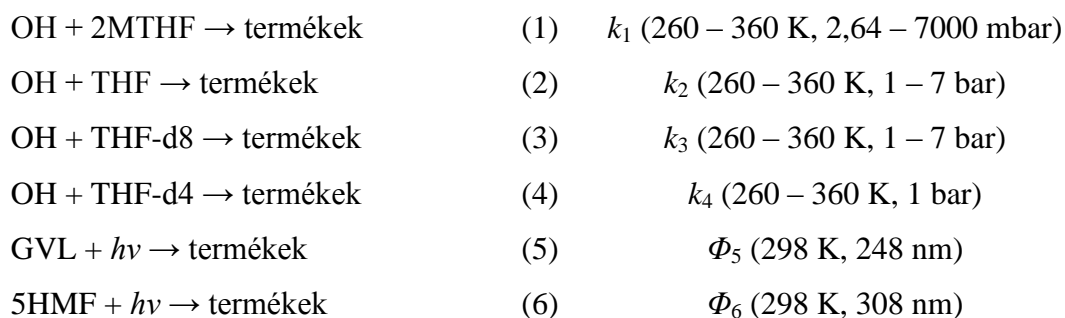 OH + 2MTHF → termékek (1) k₁ (260 – 360 K, 2,64 – 7000 mbar)
OH + THF → termékek (2) k₂ (260 – 360 K, 1 – 7 bar)
OH + THF-d8 → termékek (3) k₃ (260 – 360 K, 1 – 7 bar)
OH + THF-d4 → termékek (4) k₄ (260 – 360 K, 1 bar)
GVL + hν → termékek (5) Φ₅ (298 K, 248 nm)
5HMF + hν → termékek (6) Φ₆ (298 K, 308 nm)